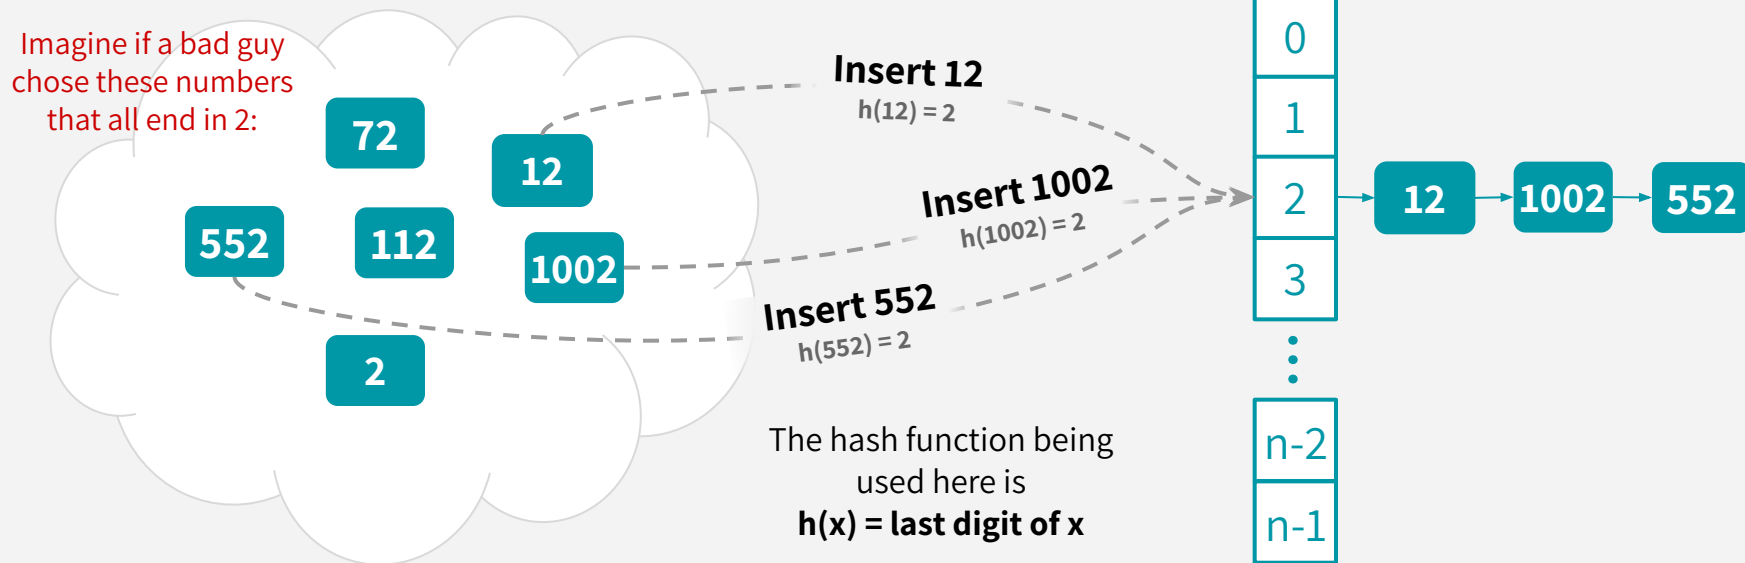 Imagine if a bad guy
chose these numbers
that all end in 2:
72
12
552
112
1002
2
Insert 12
h(12) = 2
Insert 1002
h(1002) = 2
Insert 552
h(552) = 2
The hash function being
used here is
h(x) = last digit of x
0
1
2
3
n-2
n-1
12
1002
552